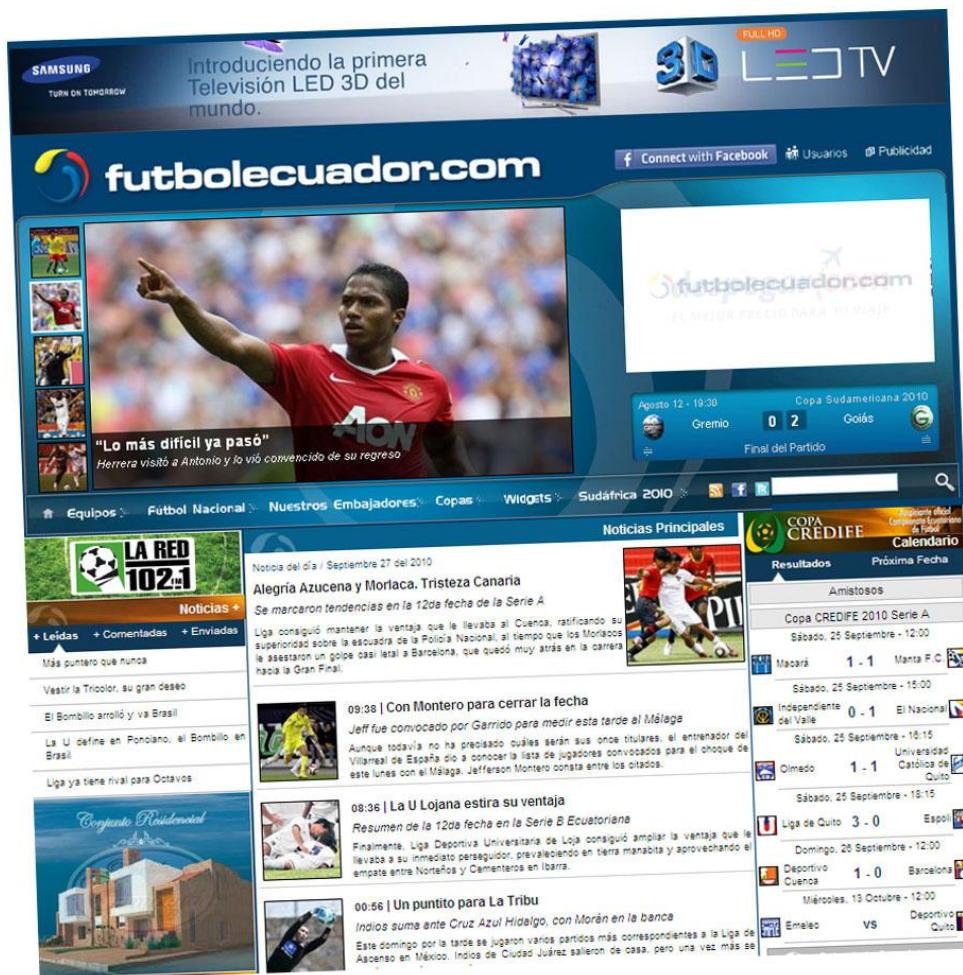 SAMSUNG
TURN ON TOMORROW
Introduciendo la primera
Televisión LED 3D del
mundo.
3D
FULL HD
LED TV
futbolecuador.com
f Connect with Facebook
Usuarios
Publicidad
AON
"Lo más difícil ya pasó"
Herrera visitó a Antonio y lo vió convencido de su regreso
futbolecuador.com
EL MEJOR PRECIO PARA TU VIAJE
Agosto 12 - 19:30
Copa Sudamericana 2010
Gremio 0 2 Goiás
Final del Partido
Equipos
Fútbol Nacional
Nuestros Embajadores
Copas
Widgets
Sudáfrica 2010
LA RED
102.1 FM
Noticias +
+ Leidas + Comentadas + Enviadas
Más puntero que nunca
Vestir la Tricolor, su gran deseo
El Bombillo arrolló y va Brasil
La U define en Ponciano, el Bombillo en
Brasil
Liga ya tiene rival para Octavos
Conjunto Residencial
Noticias Principales
Noticia del día / Septiembre 27 del 2010
Alegría Azucena y Morlaca. Tristeza Canaria
Se marcaron tendencias en la 12da fecha de la Serie A
Liga consiguió mantener la ventaja que le llevaba al Cuenca, ratificando su
superioridad sobre la escuadra de la Policía Nacional, al tiempo que los Morlacos
le asestaron un golpe casi letal a Barcelona, que quedó muy atrás en la carrera
hacia la Gran Final.
09:38 | Con Montero para cerrar la fecha
Jeff fue convocado por Garrido para medir esta tarde al Málaga
Aunque todavía no ha precisado cuáles serán sus once titulares, el entrenador del
Villarreal de España dio a conocer la lista de jugadores convocados para el choque de
este lunes con el Málaga. Jefferson Montero consta entre los citados.
08:36 | La U Lojana estira su ventaja
Resumen de la 12da fecha en la Serie B Ecuatoriana
Finalmente, Liga Deportiva Universitaria de Loja consiguió ampliar la ventaja que le
llevaba a su inmediato perseguidor, prevaleciendo en tierra manabita y aprovechando el
empate entre Norteños y Cementeros en Ibarra.
00:56 | Un puntito para La Tribu
Indios suma ante Cruz Azul Hidalgo, con Morán en la banca
Este domingo por la tarde se jugaron varios partidos más correspondientes a la Liga de
Ascenso en México. Indios de Ciudad Juárez salieron de casa, pero una vez más se
COPA
CREDIFE
Auspiciante oficial
Campeonato Ecuatoriano
de Fútbol
Calendario
Resultados Próxima Fecha
Amistosos
Copa CREDIFE 2010 Serie A
Sábado, 25 Septiembre - 12:00
Macará 1 - 1 Manta F.C.
Sábado, 25 Septiembre - 15:00
Independiente
del Valle 0 - 1 El Nacional
Sábado, 25 Septiembre - 16:15
Olmedo 1 - 1 Universidad
Católica de
Quito
Sábado, 25 Septiembre - 18:15
Liga de Quito 3 - 0 Espoli
Domingo, 26 Septiembre - 12:00
Deportivo
Cuenca 1 - 0 Barcelona
Miércoles, 13 Octubre - 12:00
Emelec vs Deportivo
Quito